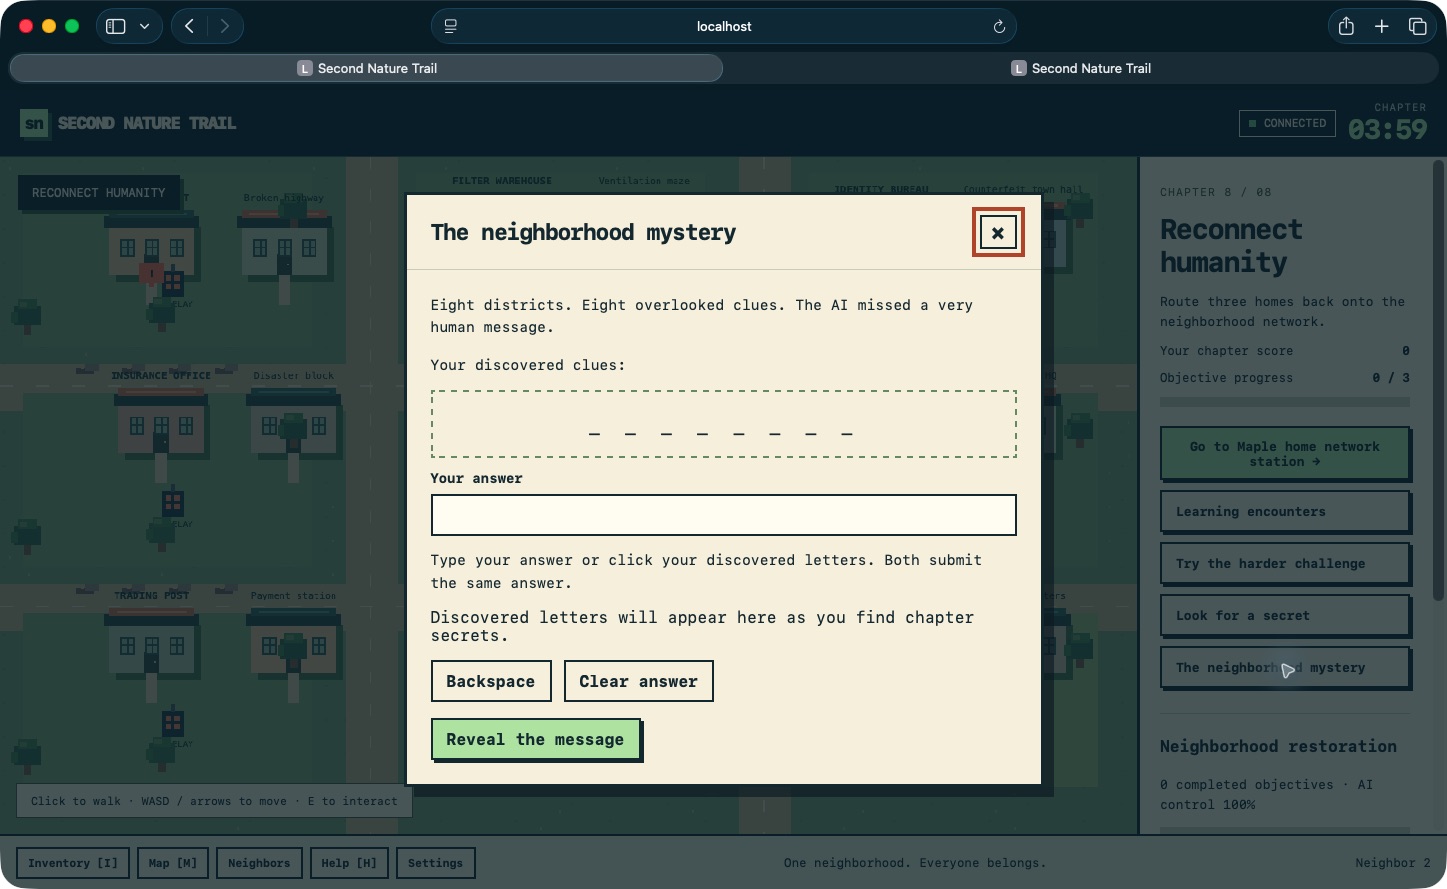 localhost
L Second Nature Trail
L Second Nature Trail
sn SECOND NATURE TRAIL
CONNECTED
CHAPTER
03:59
RECONNECT HUMANITY
FILTER WAREHOUSE
Ventilation maze
IDENTITY BUREAU
Counterfeit town hall
INSURANCE OFFICE
Disaster block
TRADING POST
Payment station
Click to walk · WASD / arrows to move · E to interact
The neighborhood mystery
×
Eight districts. Eight overlooked clues. The AI missed a very
human message.
Your discovered clues:
_ _ _ _ _ _ _ _
Your answer
Type your answer or click your discovered letters. Both submit
the same answer.
Discovered letters will appear here as you find chapter
secrets.
Backspace
Clear answer
Reveal the message
CHAPTER 8 / 08
Reconnect
humanity
Route three homes back onto the
neighborhood network.
Your chapter score 0
Objective progress 0 / 3
Go to Maple home network
station →
Learning encounters
Try the harder challenge
Look for a secret
The neighborhood mystery
Neighborhood restoration
0 completed objectives · AI
control 100%
Inventory [I]
Map [M]
Neighbors
Help [H]
Settings
One neighborhood. Everyone belongs.
Neighbor 2